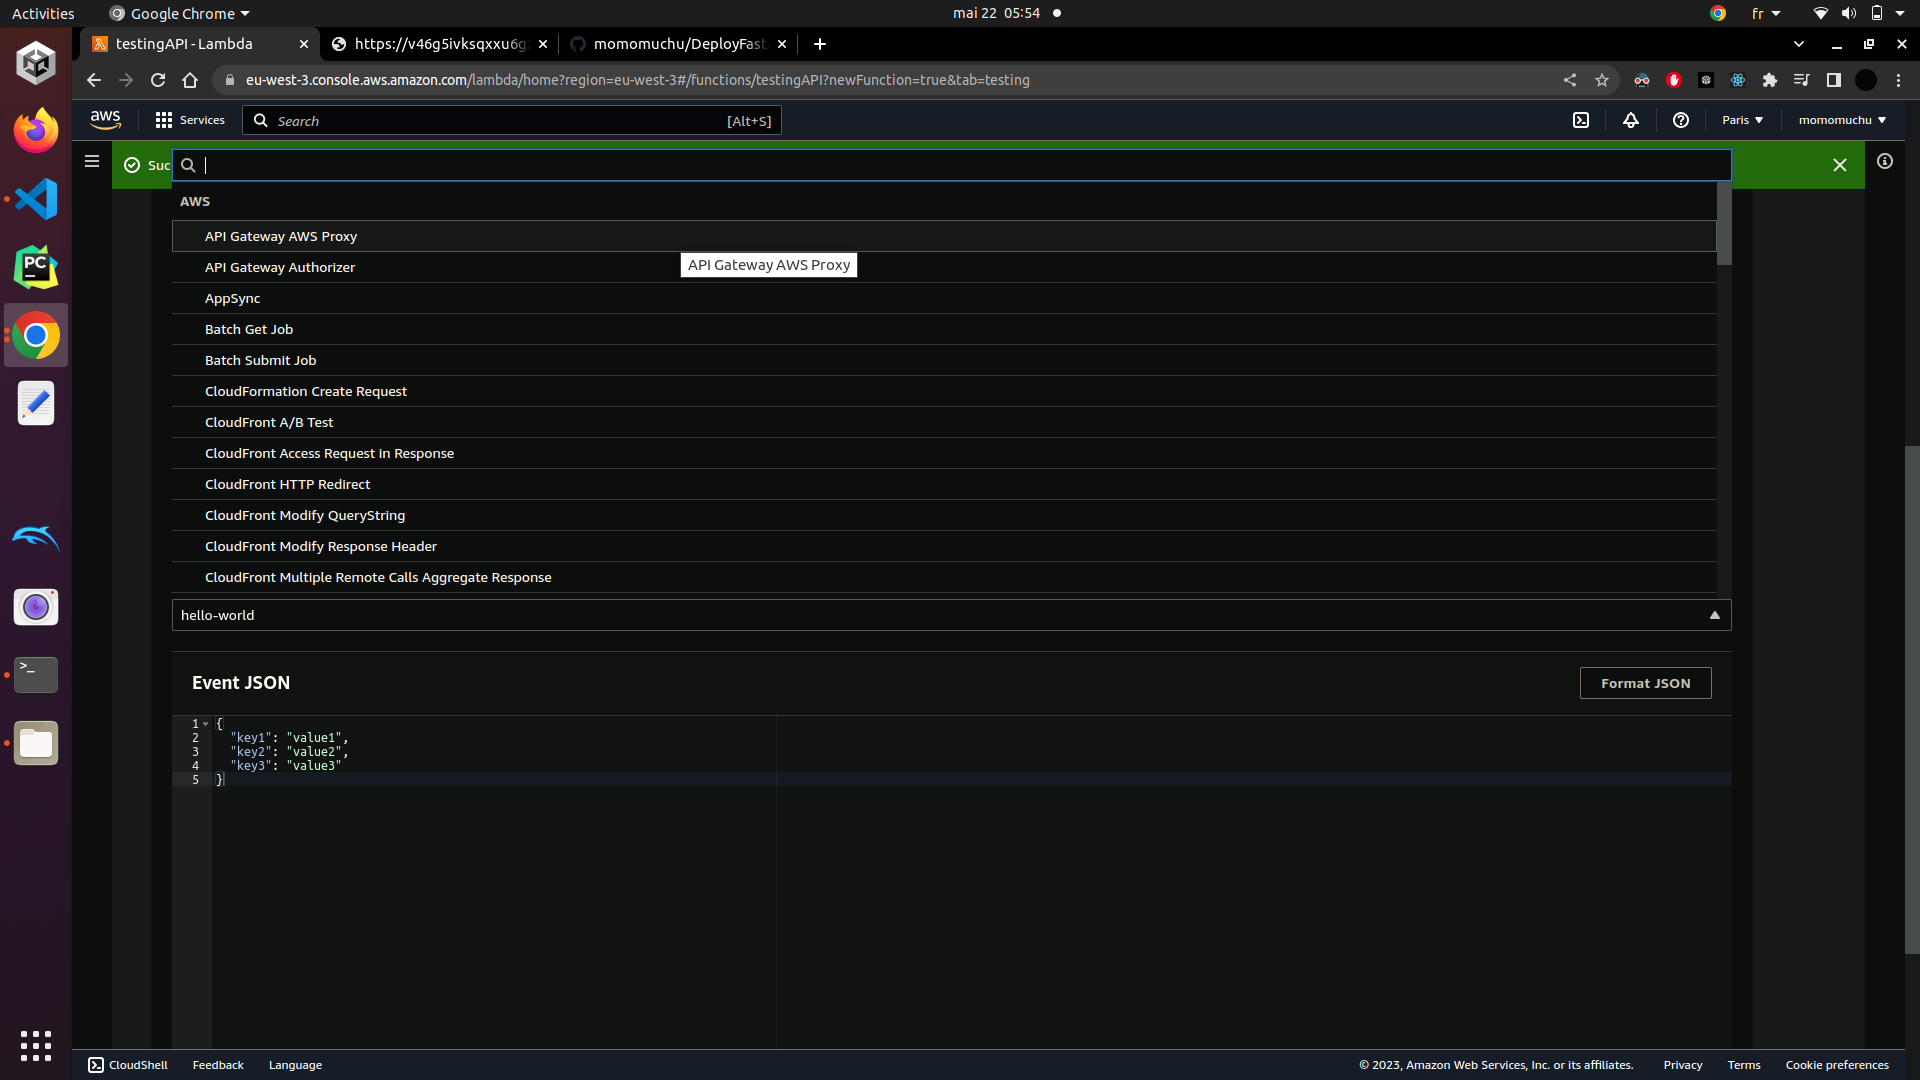 Activities
Google Chrome
mai 22 05:54
fr
testingAPI - Lambda
https://v46g5ivksqxxu6g
momomuchu/DeployFast
eu-west-3.console.aws.amazon.com/lambda/home?region=eu-west-3#/functions/testingAPI?newFunction=true&tab=testing
aws
Services
Search
[Alt+S]
Paris
momomuchu
Suc
AWS
API Gateway AWS Proxy
API Gateway Authorizer
API Gateway AWS Proxy
AppSync
Batch Get Job
Batch Submit Job
CloudFormation Create Request
CloudFront A/B Test
CloudFront Access Request in Response
CloudFront HTTP Redirect
CloudFront Modify QueryString
CloudFront Modify Response Header
CloudFront Multiple Remote Calls Aggregate Response
hello-world
Event JSON
Format JSON
1 {
2 "key1": "value1",
3 "key2": "value2",
4 "key3": "value3"
5 }
CloudShell
Feedback
Language
© 2023, Amazon Web Services, Inc. or its affiliates.
Privacy
Terms
Cookie preferences
PC
>_